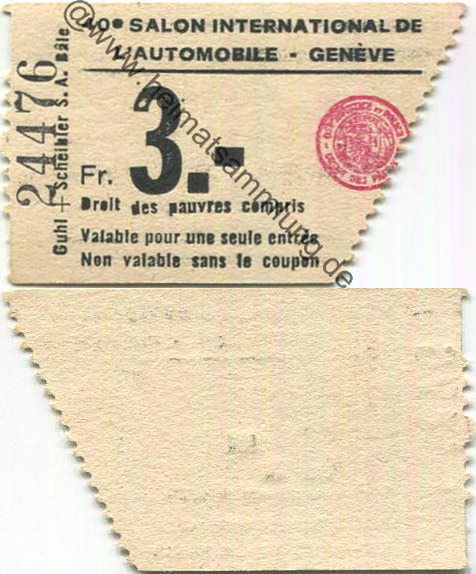 40e SALON INTERNATIONAL DE
L'AUTOMOBILE - GENÈVE
Fr. 3.-
Droit des pauvres compris
Valable pour une seule entrée
Non valable sans le coupon
24476
Guhl + Scheibler S.A. Bâle
@ www.heimatsammlung.de